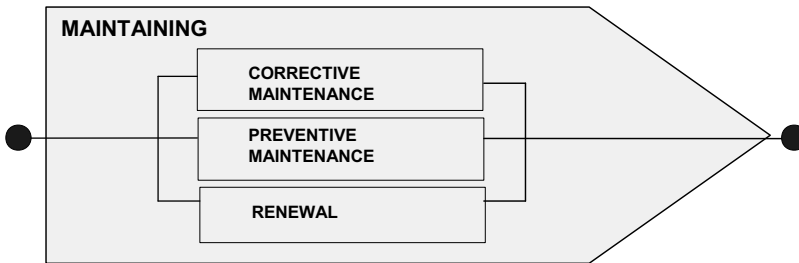 MAINTAINING
CORRECTIVE
MAINTENANCE
PREVENTIVE
MAINTENANCE
RENEWAL